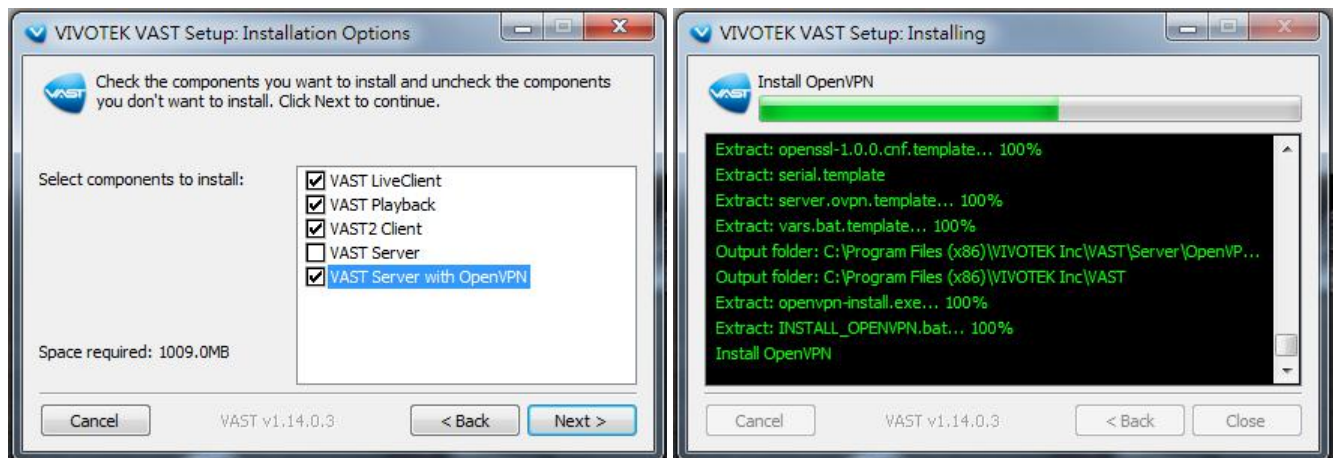 VIVOTEK VAST Setup: Installation Options
VAST
Check the components you want to install and uncheck the components
you don't want to install. Click Next to continue.
Select components to install:
VAST LiveClient
VAST Playback
VAST2 Client
VAST Server
VAST Server with OpenVPN
Space required: 1009.0MB
Cancel
VAST v1.14.0.3
< Back
Next >
VIVOTEK VAST Setup: Installing
VAST
Install OpenVPN
Extract: openssl-1.0.0.cnf.template... 100%
Extract: serial.template
Extract: server.ovpn.template... 100%
Extract: vars.bat.template... 100%
Output folder: C:\Program Files (x86)\VIVOTEK Inc\VAST\Server\OpenVP...
Output folder: C:\Program Files (x86)\VIVOTEK Inc\VAST
Extract: openvpn-install.exe... 100%
Extract: INSTALL_OPENVPN.bat... 100%
Install OpenVPN
Cancel
VAST v1.14.0.3
< Back
Close